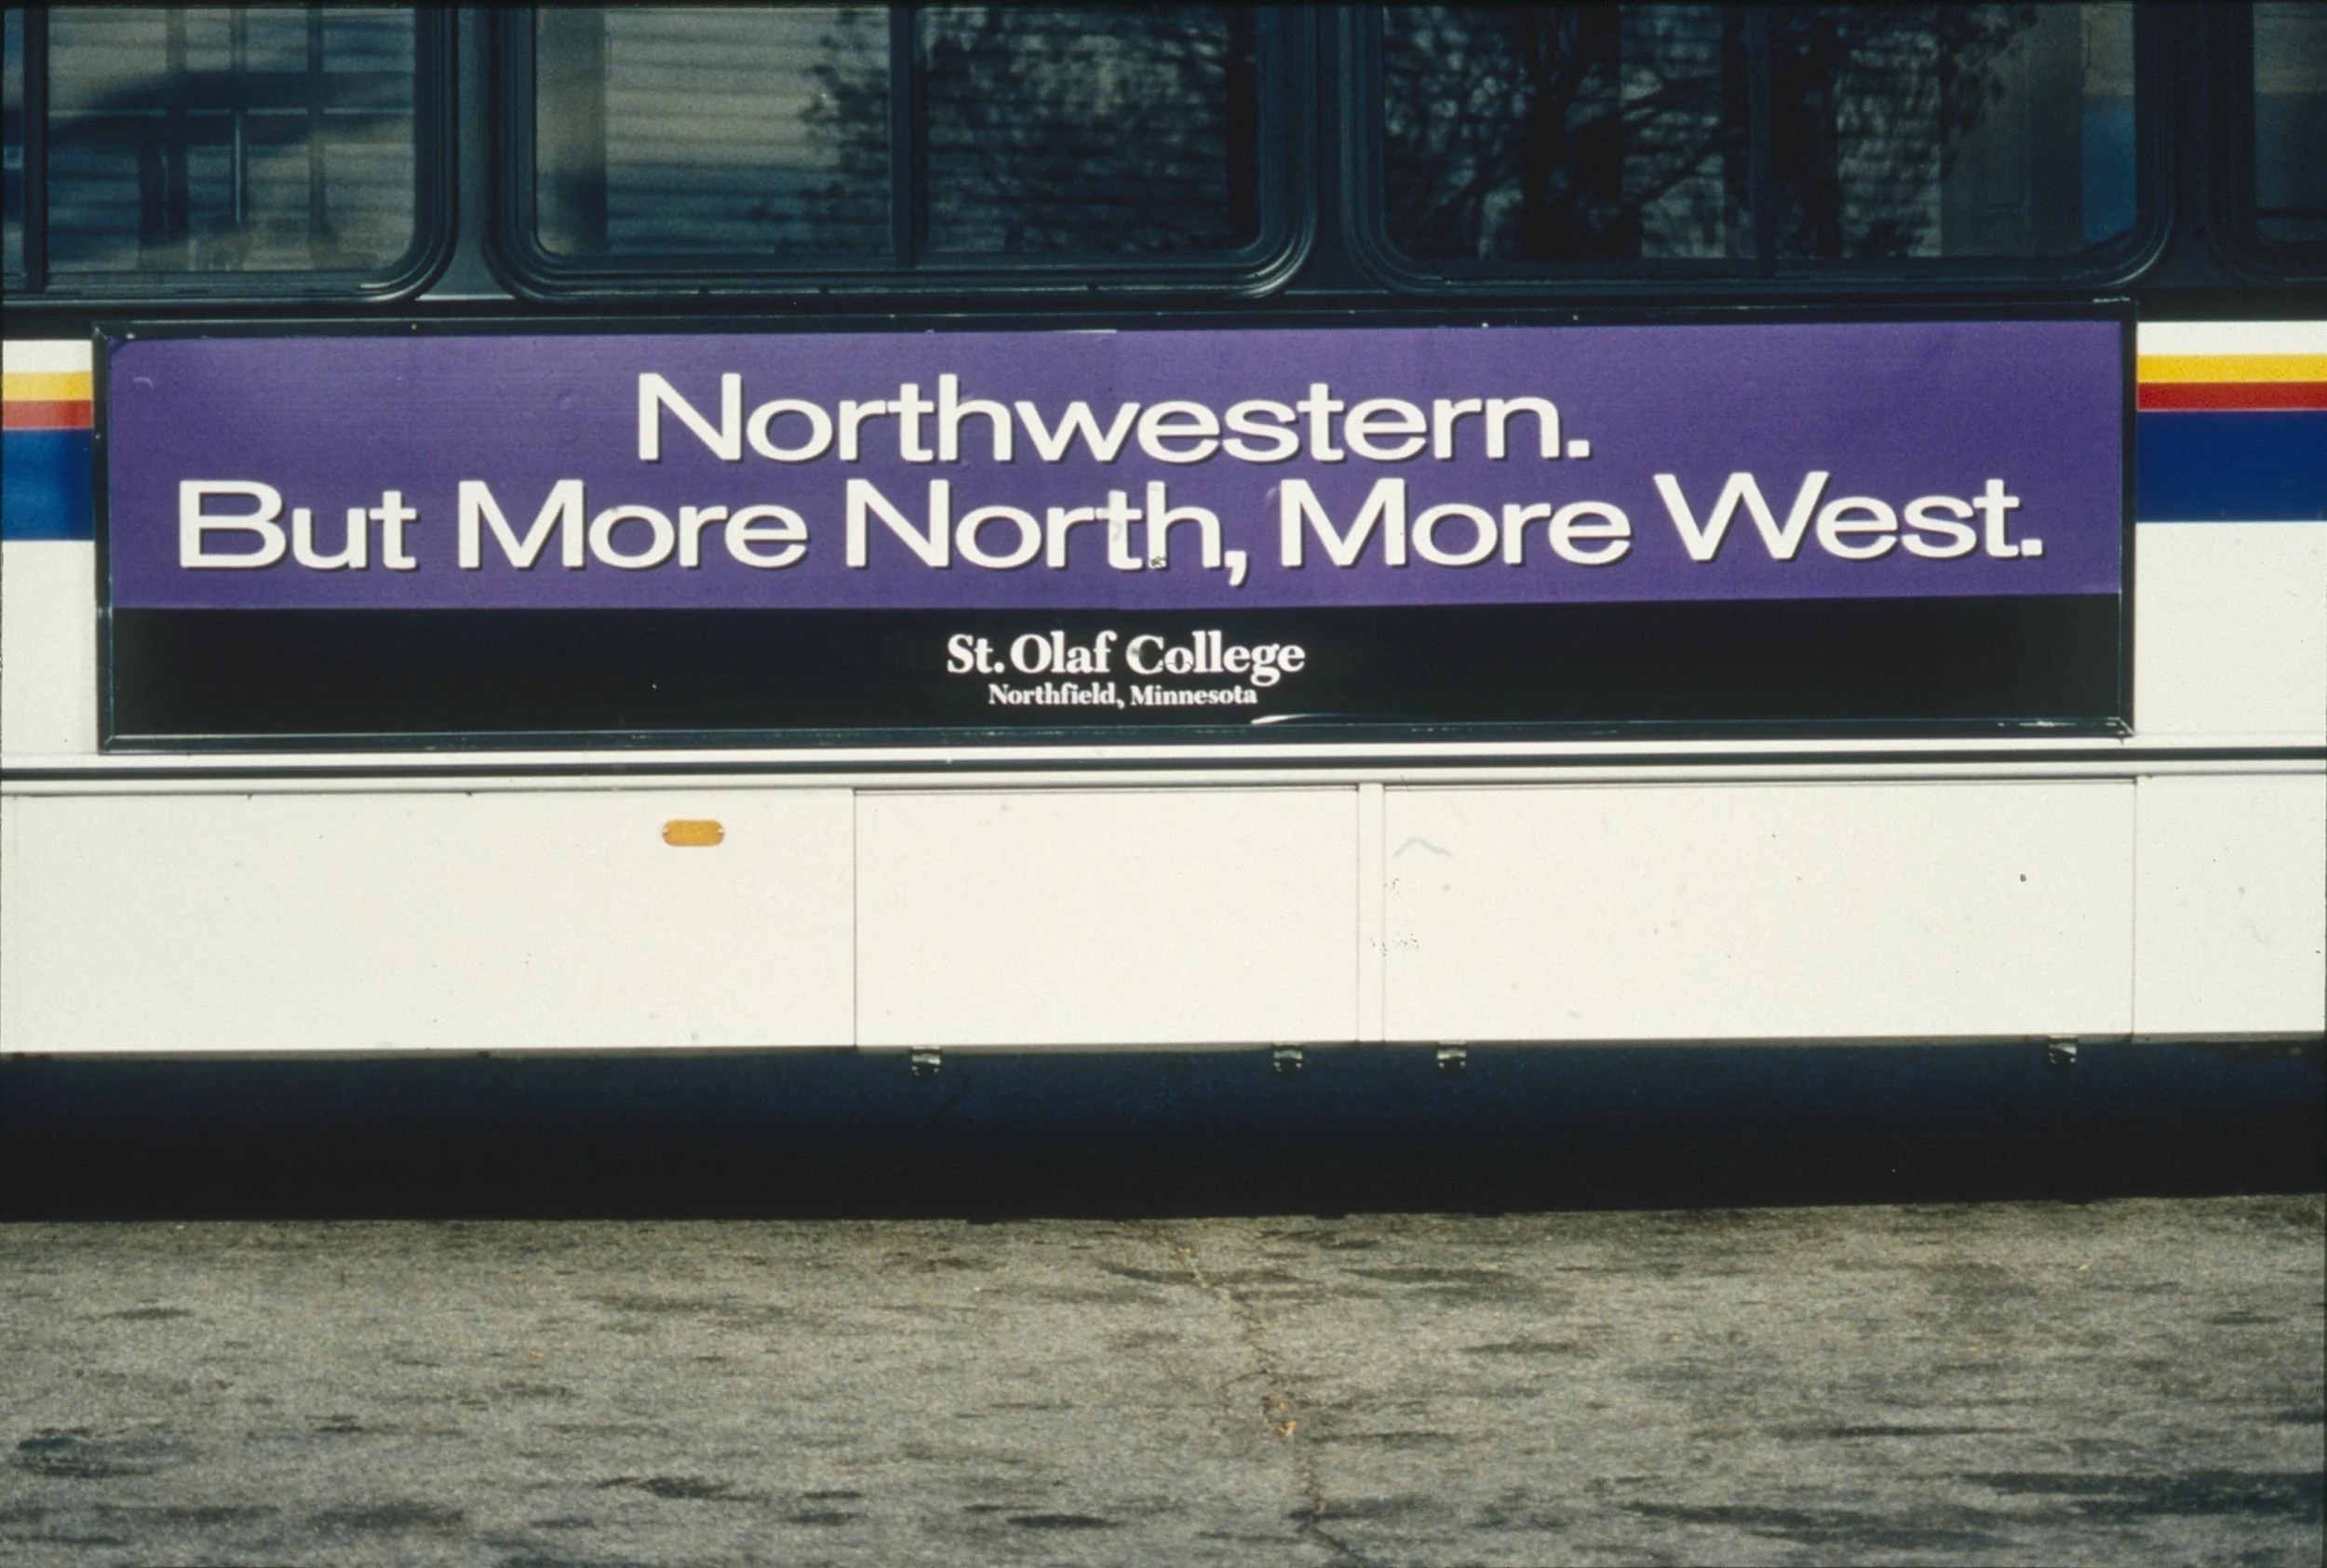 Northwestern.
But More North, More West.
St. Olaf College
Northfield, Minnesota